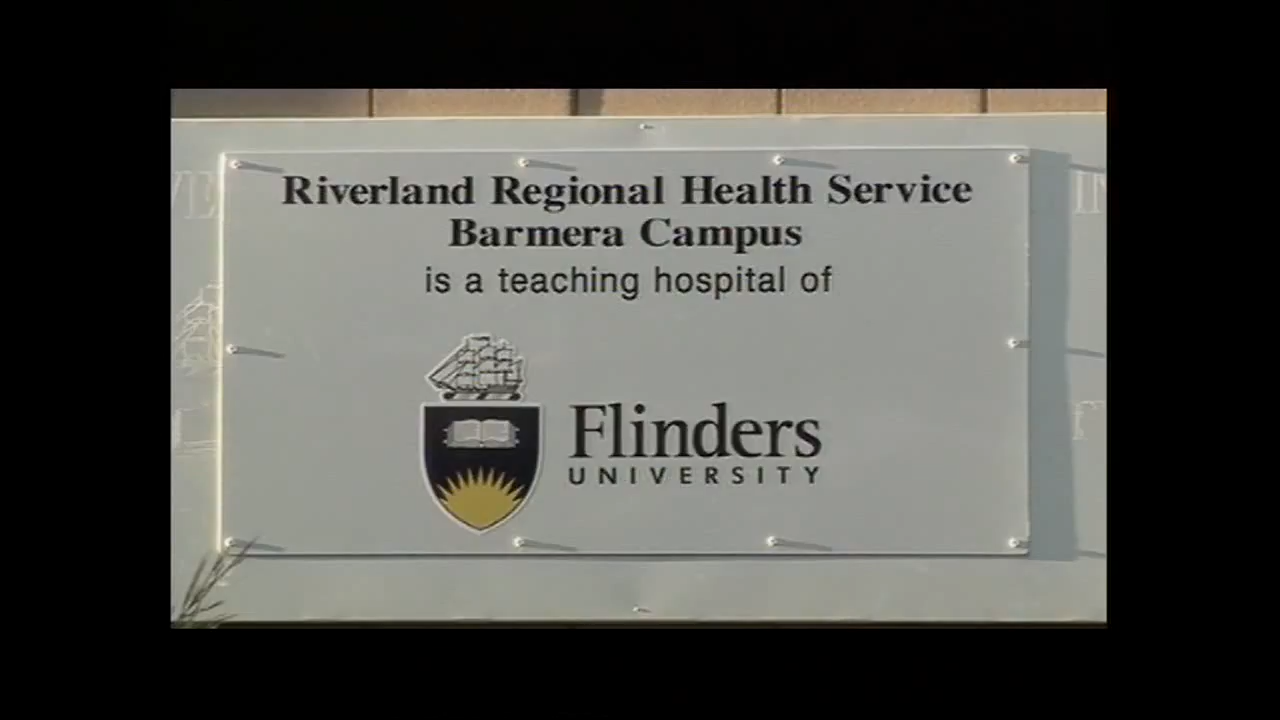 Riverland Regional Health Service
Barmera Campus
is a teaching hospital of
Flinders
UNIVERSITY